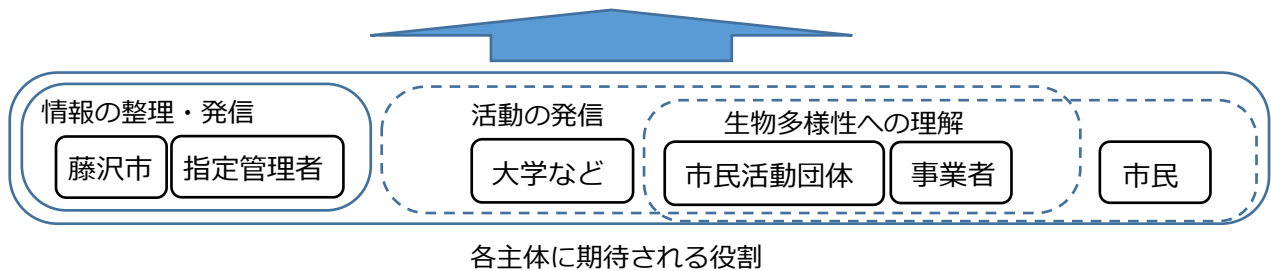 情報の整理・発信
藤沢市
指定管理者
活動の発信
大学など
生物多様性への理解
市民活動団体
事業者
市民
各主体に期待される役割